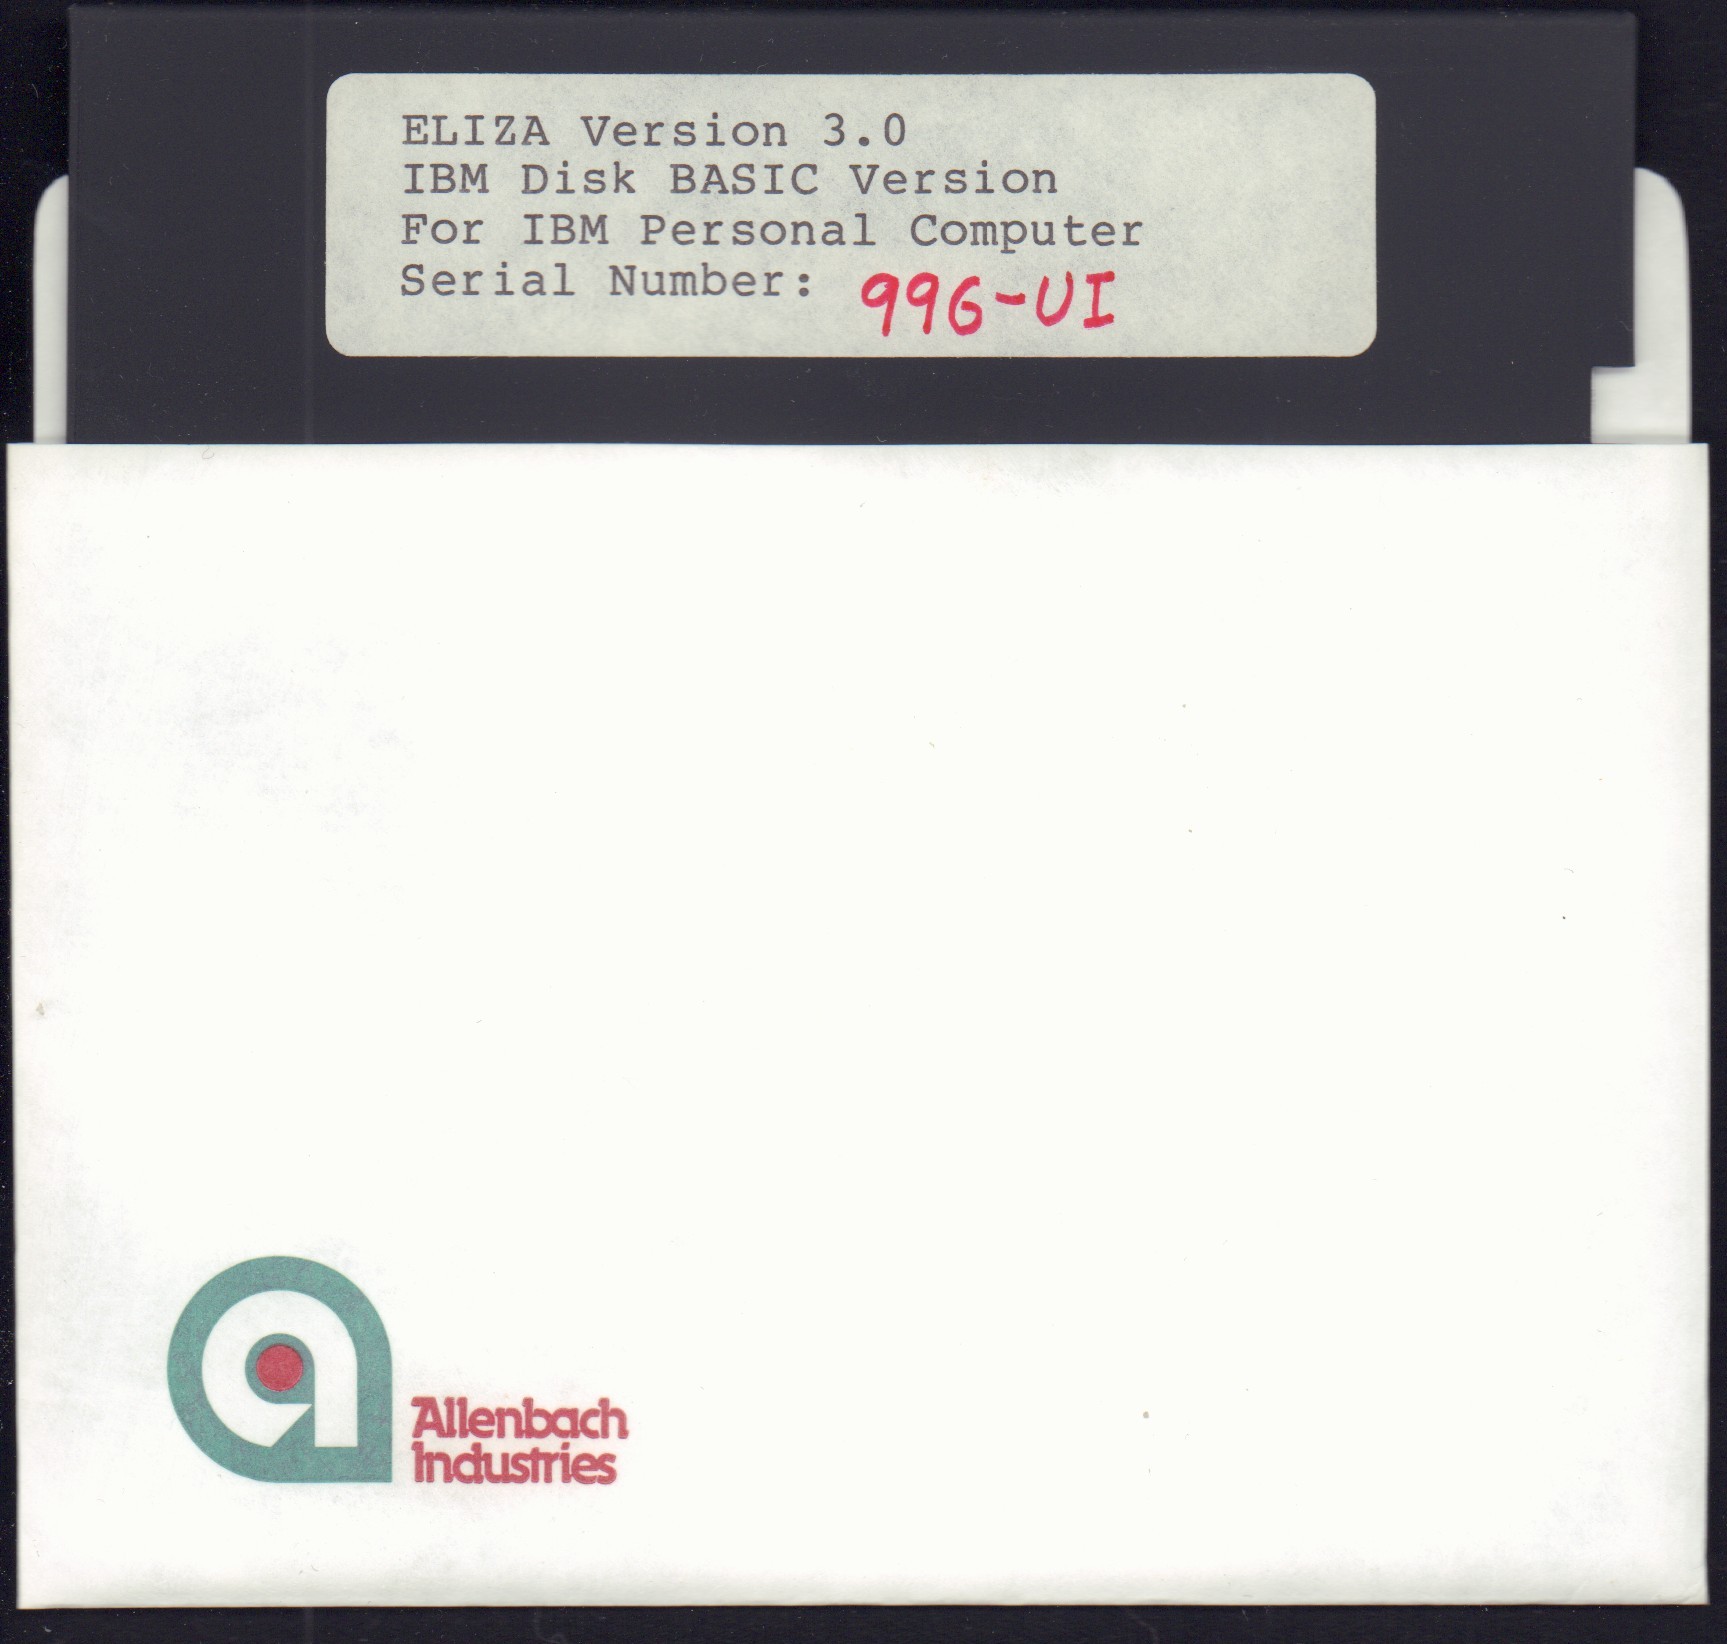 ELIZA Version 3.0
IBM Disk BASIC Version
For IBM Personal Computer
Serial Number: 996-UI
Allenbach
Industries